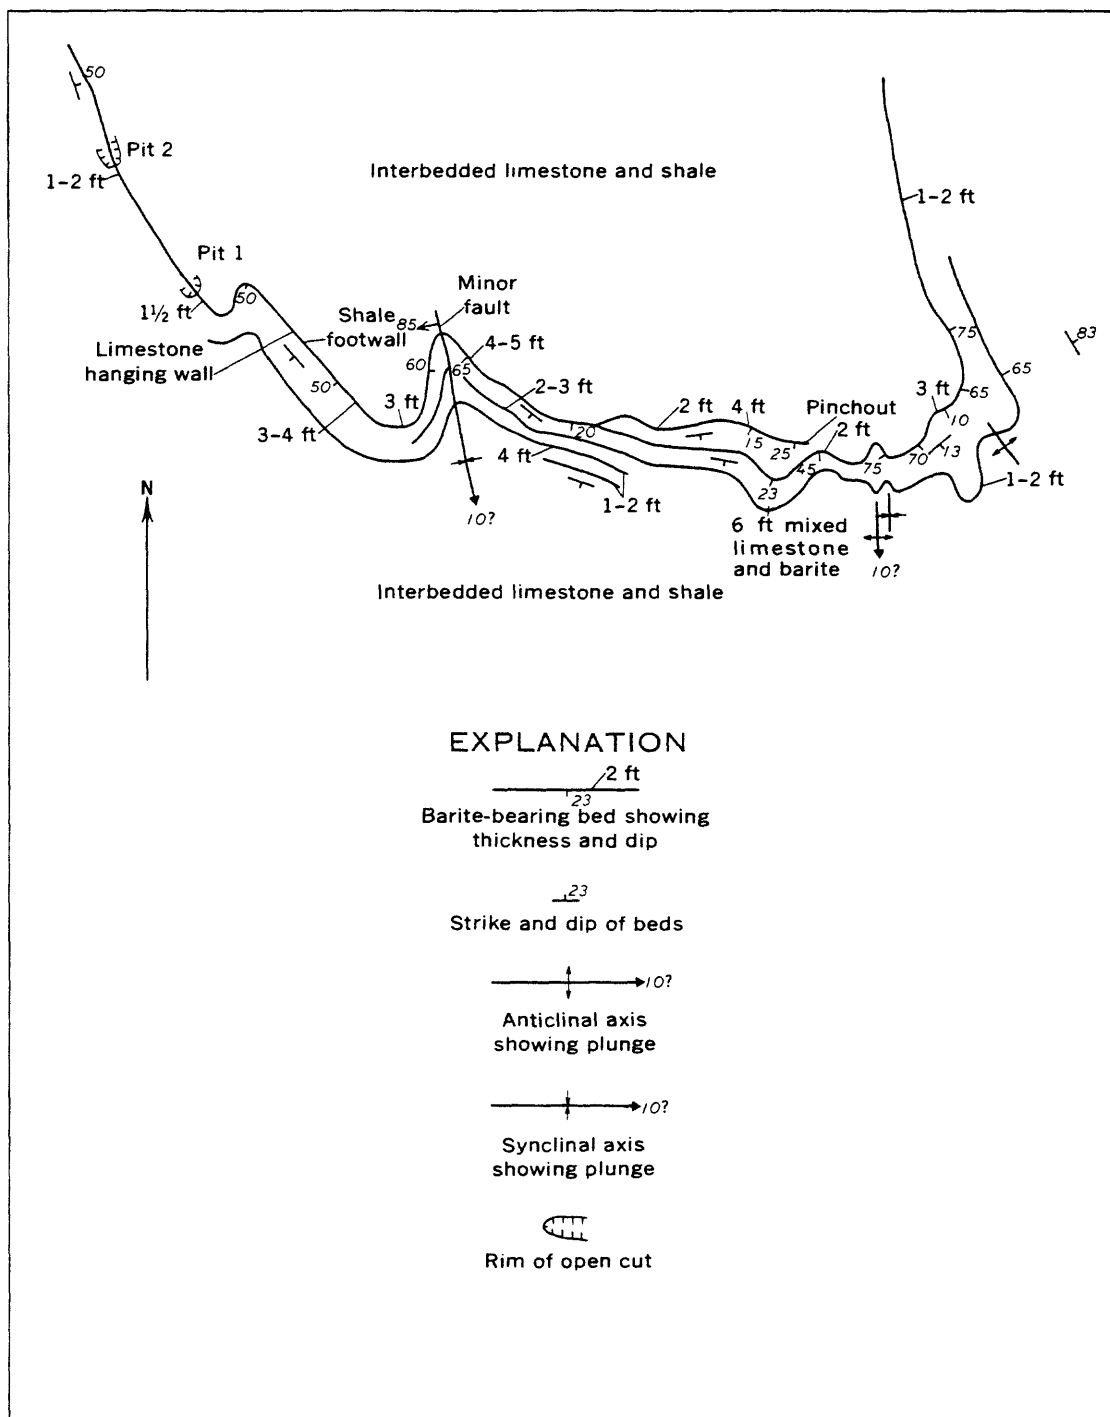 50
Pit 2
1-2 ft
Interbedded limestone and shale
1-2 ft
Pit 1
1½ ft
50
Minor
fault
Shale
footwall
85
4-5 ft
75
83
Limestone
hanging wall
60
65
65
50
2-3 ft
3 ft
65
3-4 ft
3 ft
2 ft
4 ft
Pinchout
10
20
15
25
2 ft
4 ft
45
75
70
13
N
23
1-2 ft
1-2 ft
10?
6 ft mixed
limestone
and barite
10?
Interbedded limestone and shale
EXPLANATION
2 ft
23
Barite-bearing bed showing
thickness and dip
23
Strike and dip of beds
10?
Anticlinal axis
showing plunge
10?
Synclinal axis
showing plunge
Rim of open cut